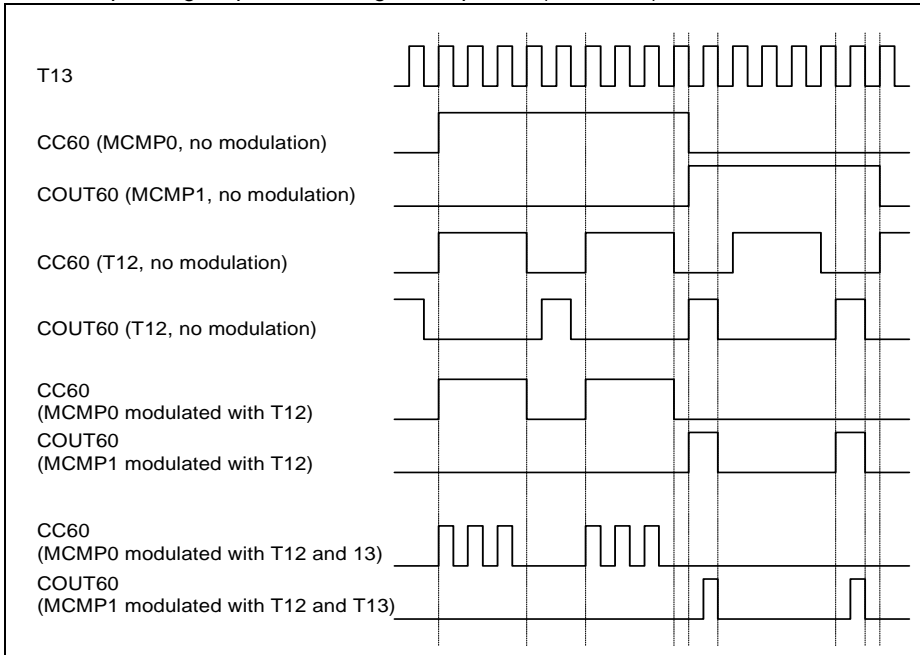 T13
CC60 (MCMP0, no modulation)
COUT60 (MCMP1, no modulation)
CC60 (T12, no modulation)
COUT60 (T12, no modulation)
CC60
(MCMP0 modulated with T12)
COUT60
(MCMP1 modulated with T12)
CC60
(MCMP0 modulated with T12 and 13)
COUT60
(MCMP1 modulated with T12 and T13)